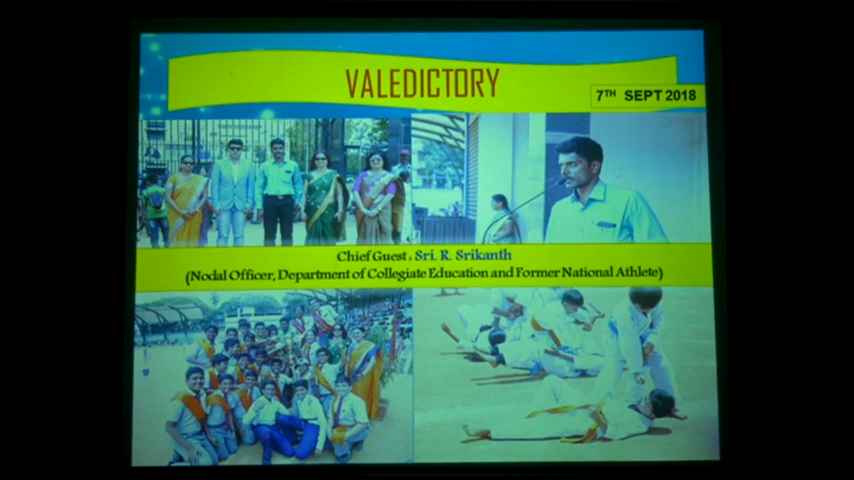 VALEDICTORY
7TH SEPT 2018
Chief Guest, Sri. R. Srikanth
(Nodal Officer, Department of Collegiate Education and Former National Athlete)